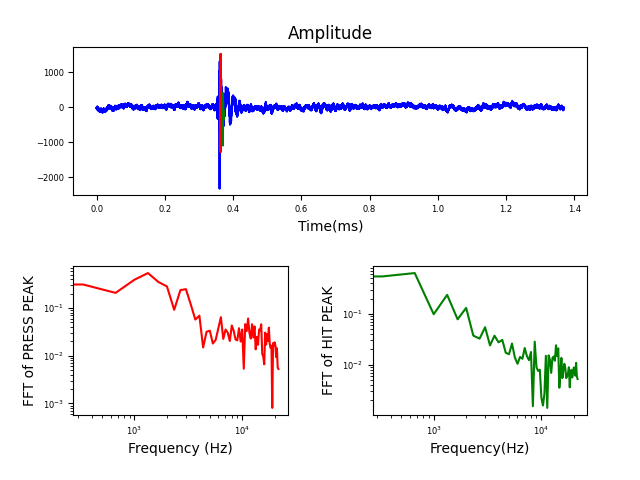 Amplitude
1000
0
−1000
−2000
0.0 0.2 0.4 0.6 0.8 1.0 1.2 1.4
Time(ms)
FFT of PRESS PEAK
10⁻¹
10⁻²
10⁻³
10³ 10⁴
Frequency (Hz)
FFT of HIT PEAK
10⁻¹
10⁻²
10³ 10⁴
Frequency(Hz)